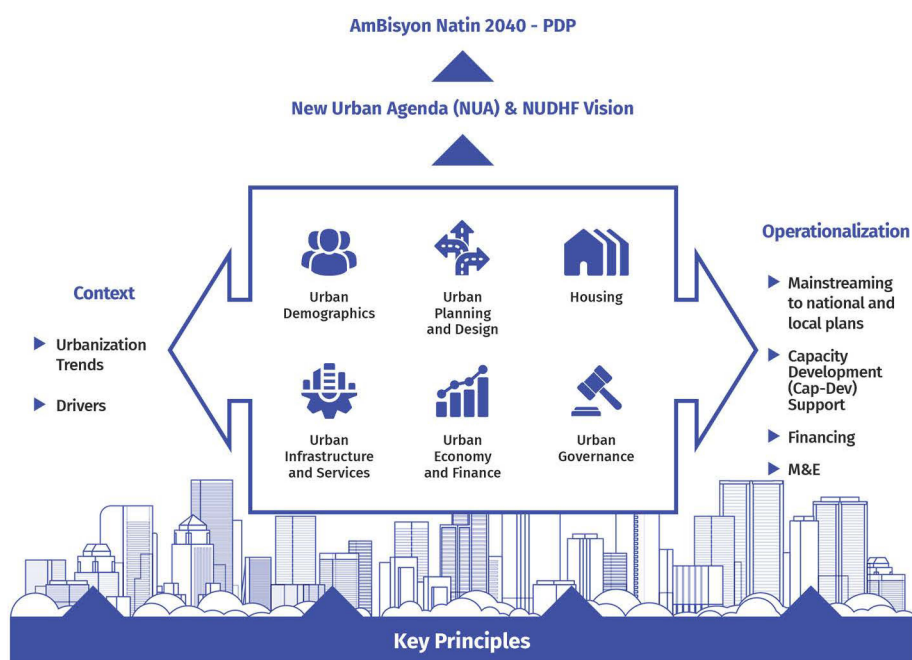 AmBisyon Natin 2040 - PDP
New Urban Agenda (NUA) & NUDHF Vision
Context
Urbanization
Trends
Drivers
Urban
Demographics
Urban
Planning
and Design
Housing
Urban
Infrastructure
and Services
Urban
Economy
and Finance
Urban
Governance
Operationalization
Mainstreaming
to national and
local plans
Capacity
Development
(Cap-Dev)
Support
Financing
M&E
Key Principles